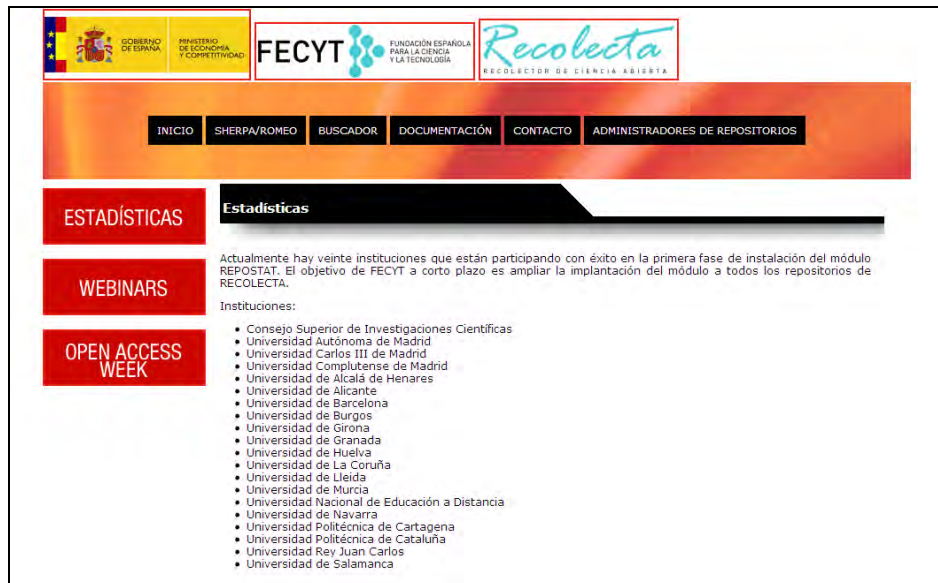 GOBIERNO
DE ESPAÑA
MINISTERIO
DE ECONOMÍA
Y COMPETITIVIDAD
FECYT
FUNDACIÓN ESPAÑOLA
PARA LA CIENCIA
Y LA TECNOLOGÍA
Recolecta
RECOLECTOR DE CIENCIA ABIERTA
INICIO SHERPA/ROMEO BUSCADOR DOCUMENTACIÓN CONTACTO ADMINISTRADORES DE REPOSITORIOS
ESTADÍSTICAS
WEBINARS
OPEN ACCESS
WEEK
Estadísticas
Actualmente hay veinte instituciones que están participando con éxito en la primera fase de instalación del módulo
REPOSTAT. El objetivo de FECYT a corto plazo es ampliar la implantación del módulo a todos los repositorios de
RECOLECTA.
Instituciones:
• Consejo Superior de Investigaciones Científicas
• Universidad Autónoma de Madrid
• Universidad Carlos III de Madrid
• Universidad Complutense de Madrid
• Universidad de Alcalá de Henares
• Universidad de Alicante
• Universidad de Barcelona
• Universidad de Burgos
• Universidad de Girona
• Universidad de Granada
• Universidad de Huelva
• Universidad de La Coruña
• Universidad de Lleida
• Universidad de Murcia
• Universidad Nacional de Educación a Distancia
• Universidad de Navarra
• Universidad Politécnica de Cartagena
• Universidad Politécnica de Cataluña
• Universidad Rey Juan Carlos
• Universidad de Salamanca